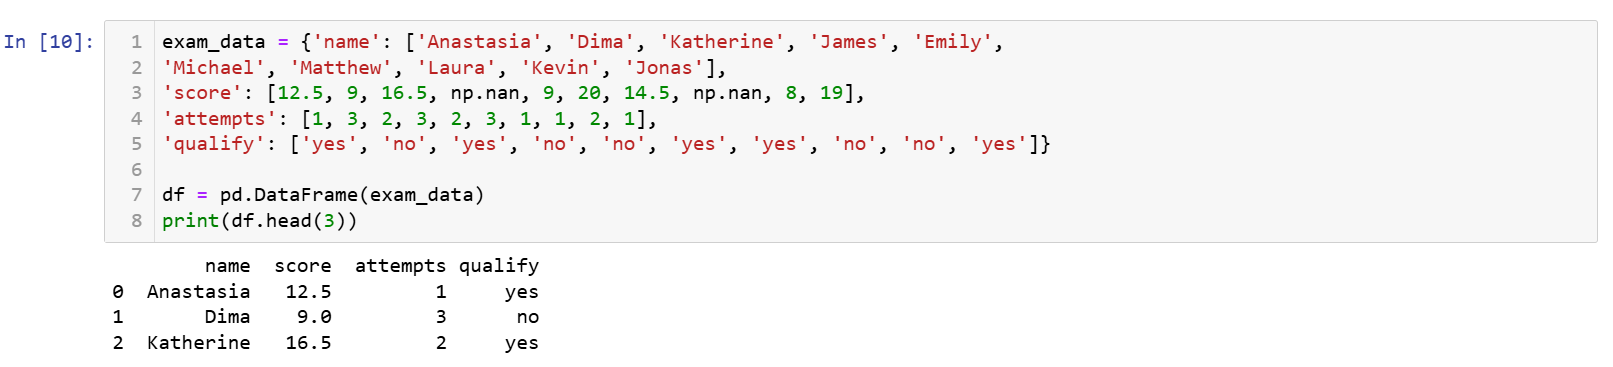 In [10]:
1 exam_data = {'name': ['Anastasia', 'Dima', 'Katherine', 'James', 'Emily',
2 'Michael', 'Matthew', 'Laura', 'Kevin', 'Jonas'],
3 'score': [12.5, 9, 16.5, np.nan, 9, 20, 14.5, np.nan, 8, 19],
4 'attempts': [1, 3, 2, 3, 2, 3, 1, 1, 2, 1],
5 'qualify': ['yes', 'no', 'yes', 'no', 'no', 'yes', 'yes', 'no', 'no', 'yes']}
6
7 df = pd.DataFrame(exam_data)
8 print(df.head(3))
name score attempts qualify
0 Anastasia 12.5 1 yes
1 Dima 9.0 3 no
2 Katherine 16.5 2 yes